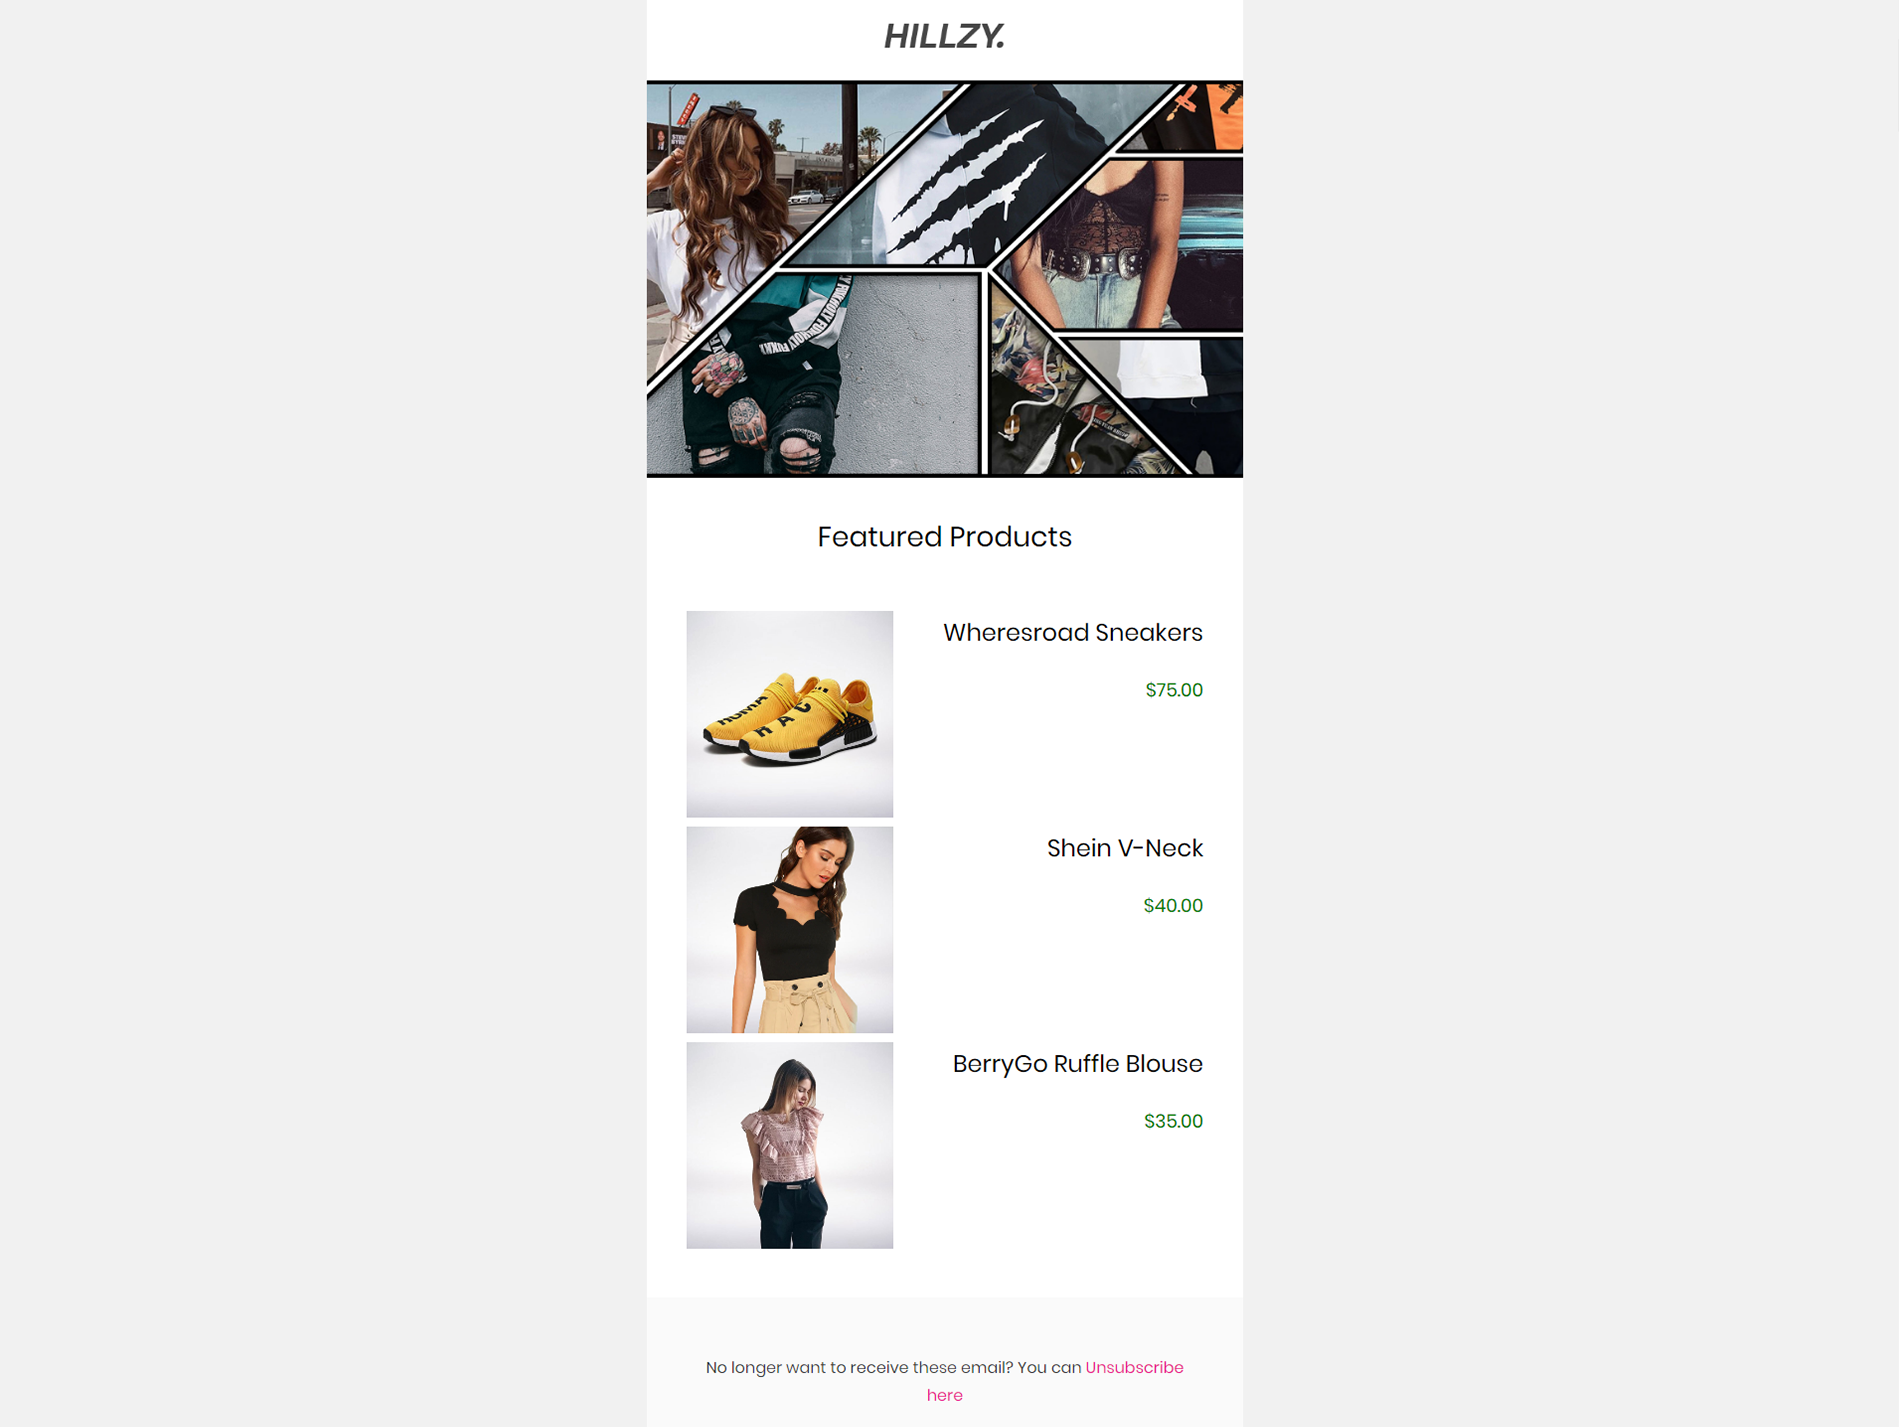 HILLZY.
Featured Products
Wheresroad Sneakers
$75.00
Shein V-Neck
$40.00
BerryGo Ruffle Blouse
$35.00
No longer want to receive these email? You can Unsubscribe
here